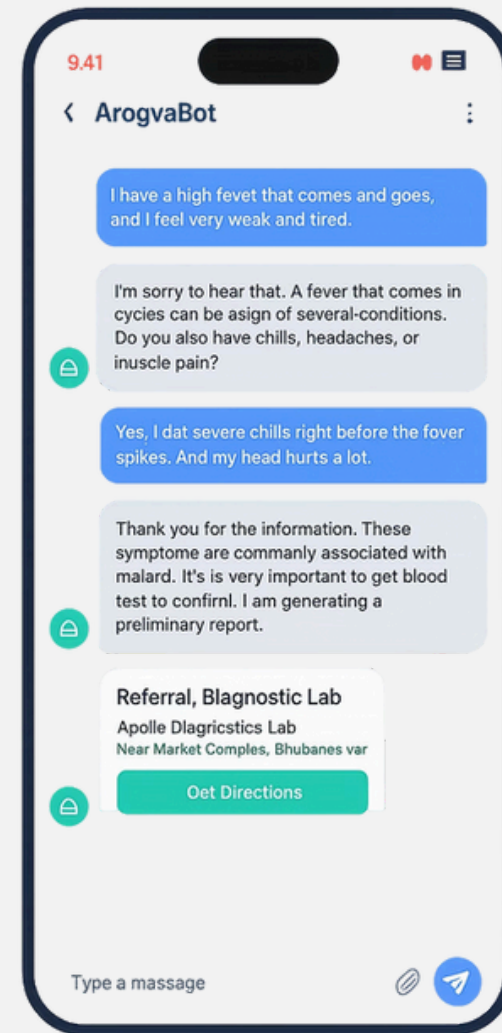 9.41
ArogvaBot
I have a high fevet that comes and goes,
and I feel very weak and tired.
I'm sorry to hear that. A fever that comes in
cycies can be asign of several-conditions.
Do you also have chills, headaches, or
inuscle pain?
Yes, I dat severe chills right before the fover
spikes. And my head hurts a lot.
Thank you for the information. These
symptome are commanly associated with
malard. It's is very important to get blood
test to confirnl. I am generating a
preliminary report.
Referral, Blagnostic Lab
Apolle Dlagricstics Lab
Near Market Comples, Bhubanes var
Oet Directions
Type a massage